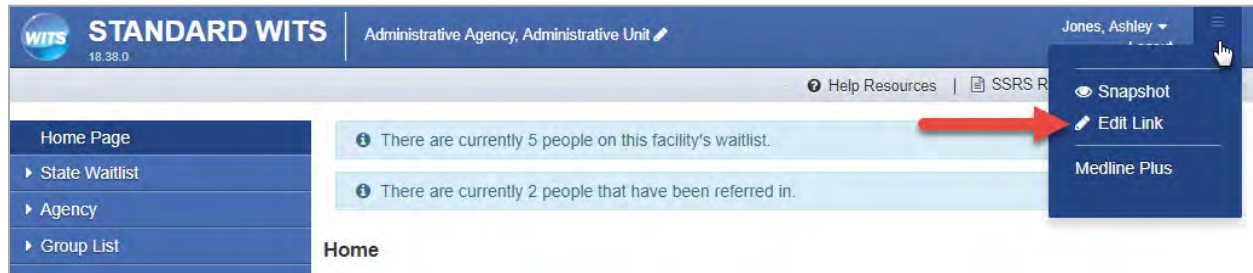 WITS
STANDARD WITS
18.38.0
Administrative Agency, Administrative Unit
Jones, Ashley
Help Resources | SSRS R
Snapshot
Edit Link
Medline Plus
Home Page
State Waitlist
Agency
Group List
There are currently 5 people on this facility's waitlist.
There are currently 2 people that have been referred in.
Home